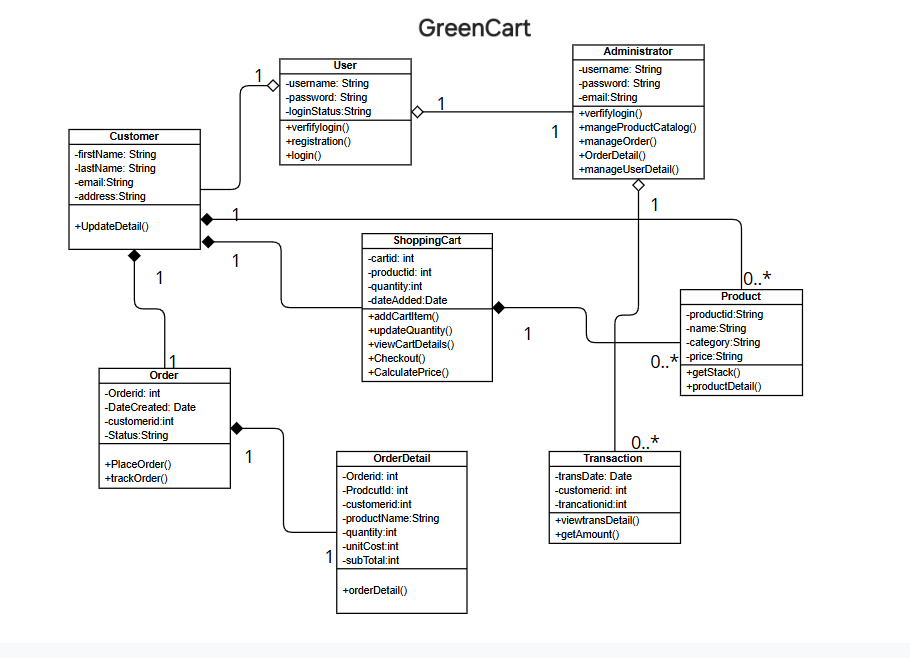 GreenCart
User
-username: String
-password: String
-loginStatus:String
+verfifylogin()
+registration()
+login()
1
1
Administrator
-username: String
-password: String
-email:String
+verfifylogin()
+mangeProductCatalog()
+manageOrder()
+OrderDetail()
+manageUserDetail()
1
1
Customer
-firstName: String
-lastName: String
-email:String
-address:String
+UpdateDetail()
1
1
1
ShoppingCart
-cartid: int
-productid: int
-quantity:int
-dateAdded:Date
+addCartItem()
+updateQuantity()
+viewCartDetails()
+Checkout()
+CalculatePrice()
1
0..*
Product
-productid:String
-name:String
-category:String
-price:String
+getStack()
+productDetail()
0..*
1
Order
-Orderid: int
-DateCreated: Date
-customerid:int
-Status:String
+PlaceOrder()
+trackOrder()
1
OrderDetail
-Orderid: int
-ProdcutId: int
-customerid:int
-productName:String
-quantity:int
-unitCost:int
-subTotal:int
+orderDetail()
1
0..*
Transaction
-transDate: Date
-customerid: int
-trancationid:int
+viewtransDetail()
+getAmount()